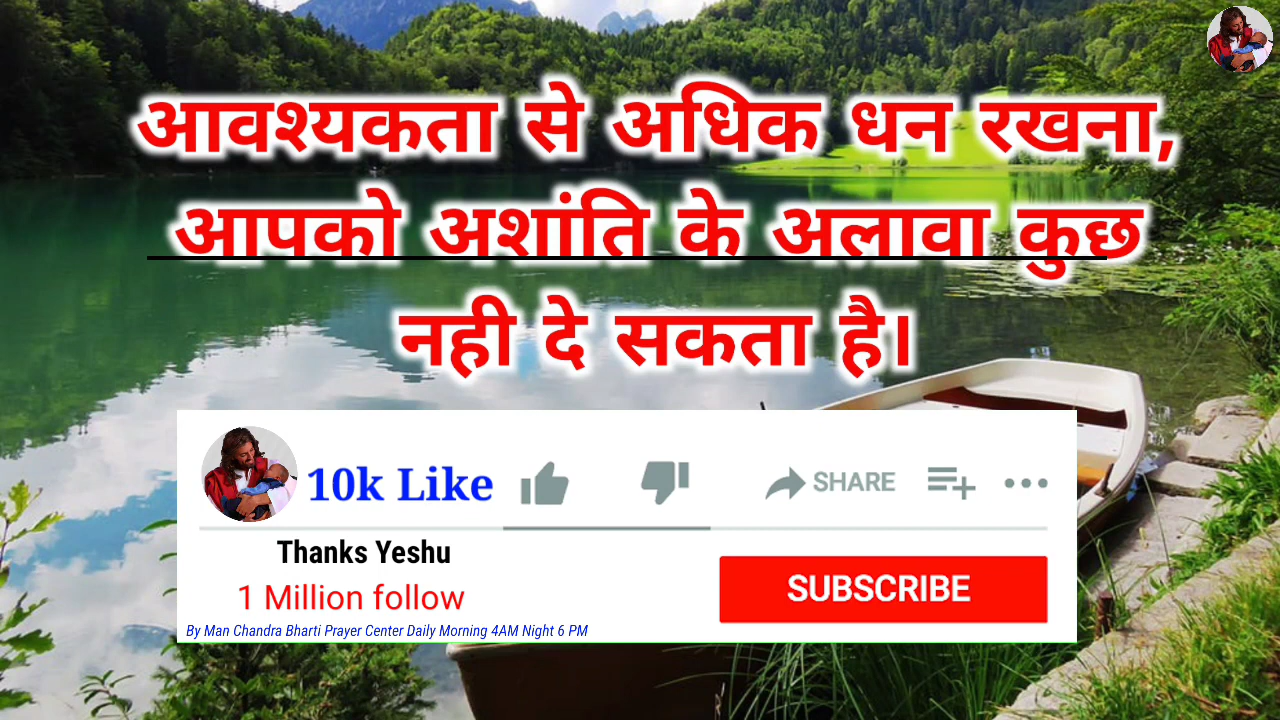 आवश्यकता से अधिक धन रखना,
आपको अशांति के अलावा कुछ
नही दे सकता है।
10k Like
SHARE
Thanks Yeshu
1 Million follow
SUBSCRIBE
By Man Chandra Bharti Prayer Center Daily Morning 4AM Night 6 PM